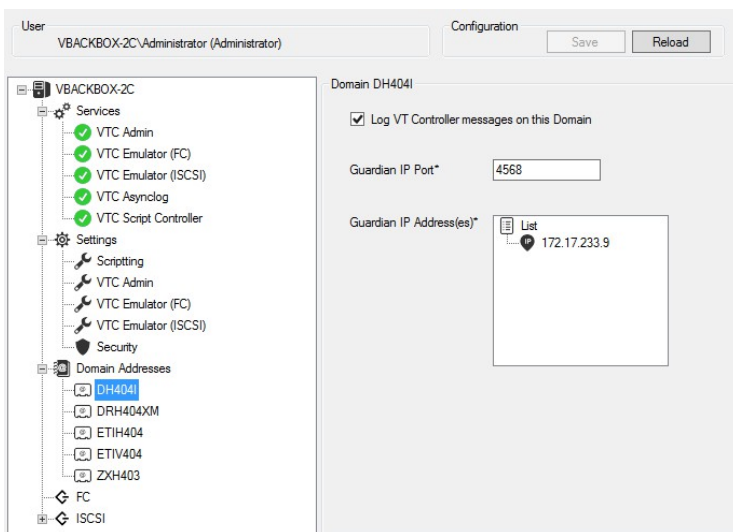 User
VBACKBOX-2C\Administrator (Administrator)
Configuration
Save
Reload
VBACKBOX-2C
Services
VTC Admin
VTC Emulator (FC)
VTC Emulator (ISCSI)
VTC Asynclog
VTC Script Controller
Settings
Scriptting
VTC Admin
VTC Emulator (FC)
VTC Emulator (ISCSI)
Security
Domain Addresses
DH404I
DRH404XM
ETIH404
ETIV404
ZXH403
FC
ISCSI
Domain DH404I
Log VT Controller messages on this Domain
Guardian IP Port*
4568
Guardian IP Address(es)*
List
IP 172.17.233.9